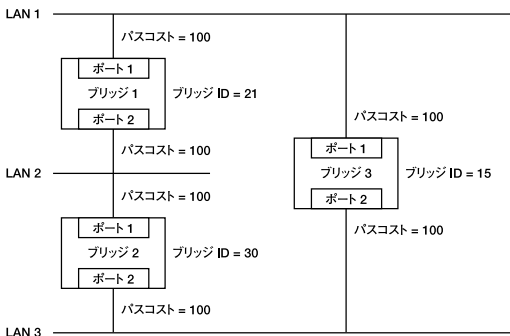 LAN 1
パスコスト = 100
ポート 1
ブリッジ 1
ブリッジ ID = 21
ポート 2
パスコスト = 100
LAN 2
パスコスト = 100
ポート 1
ブリッジ 2
ブリッジ ID = 30
ポート 2
パスコスト = 100
LAN 3
パスコスト = 100
ポート 1
ブリッジ 3
ブリッジ ID = 15
ポート 2
パスコスト = 100